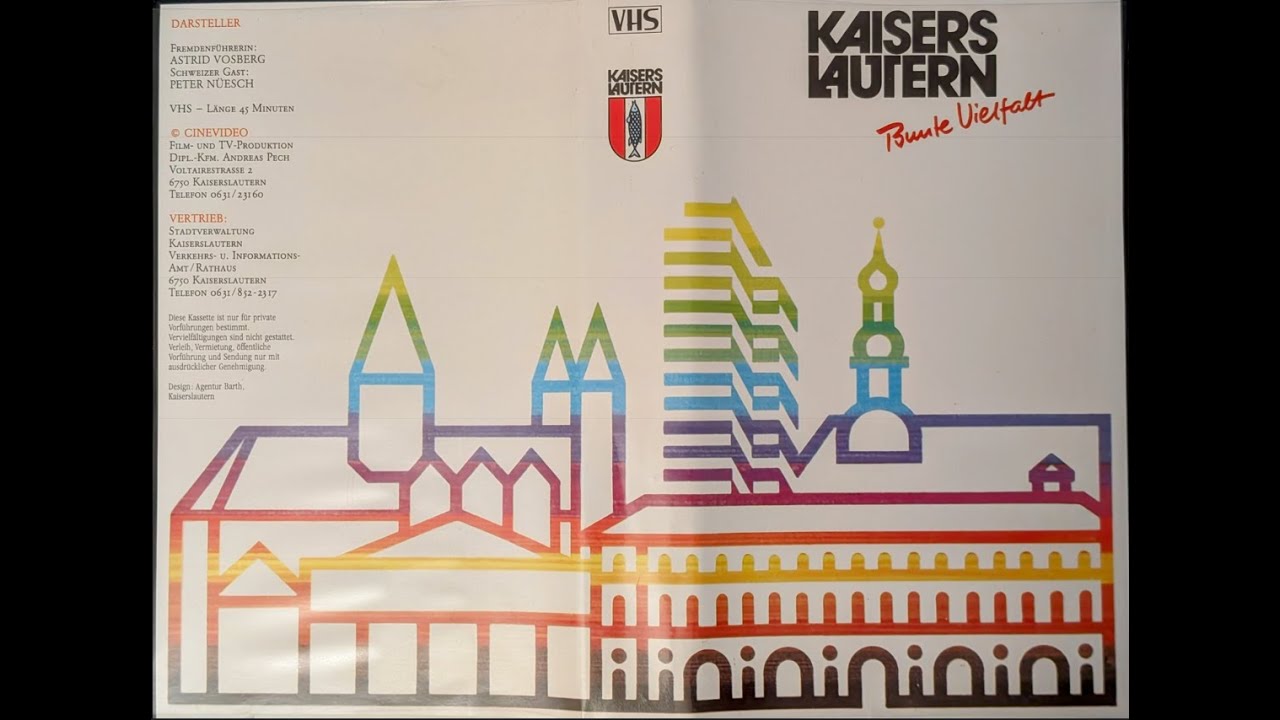 DARSTELLER
FREMDENFÜHRERIN:
ASTRID VOSBERG
SCHWEIZER GAST:
PETER NÜESCH
VHS – LÄNGE 45 MINUTEN
© CINEVIDEO
FILM- UND TV-PRODUKTION
DIPL.-KFM. ANDREAS PECH
VOLTAIRESTRASSE 2
6750 KAISERSLAUTERN
TELEFON 0631/23160
VERTRIEB:
STADTVERWALTUNG
KAISERSLAUTERN
VERKEHRS- U. INFORMATIONS-
AMT/RATHAUS
6750 KAISERSLAUTERN
TELEFON 0631/852-2317
Diese Kassette ist nur für private
Vorführungen bestimmt.
Vervielfältigungen sind nicht gestattet.
Verleih, Vermietung, öffentliche
Vorführung und Sendung nur mit
ausdrücklicher Genehmigung.
Design: Agentur Barth,
Kaiserslautern
VHS
KAISERS
LAUTERN
KAISERS
LAUTERN
Bunte Vielfalt